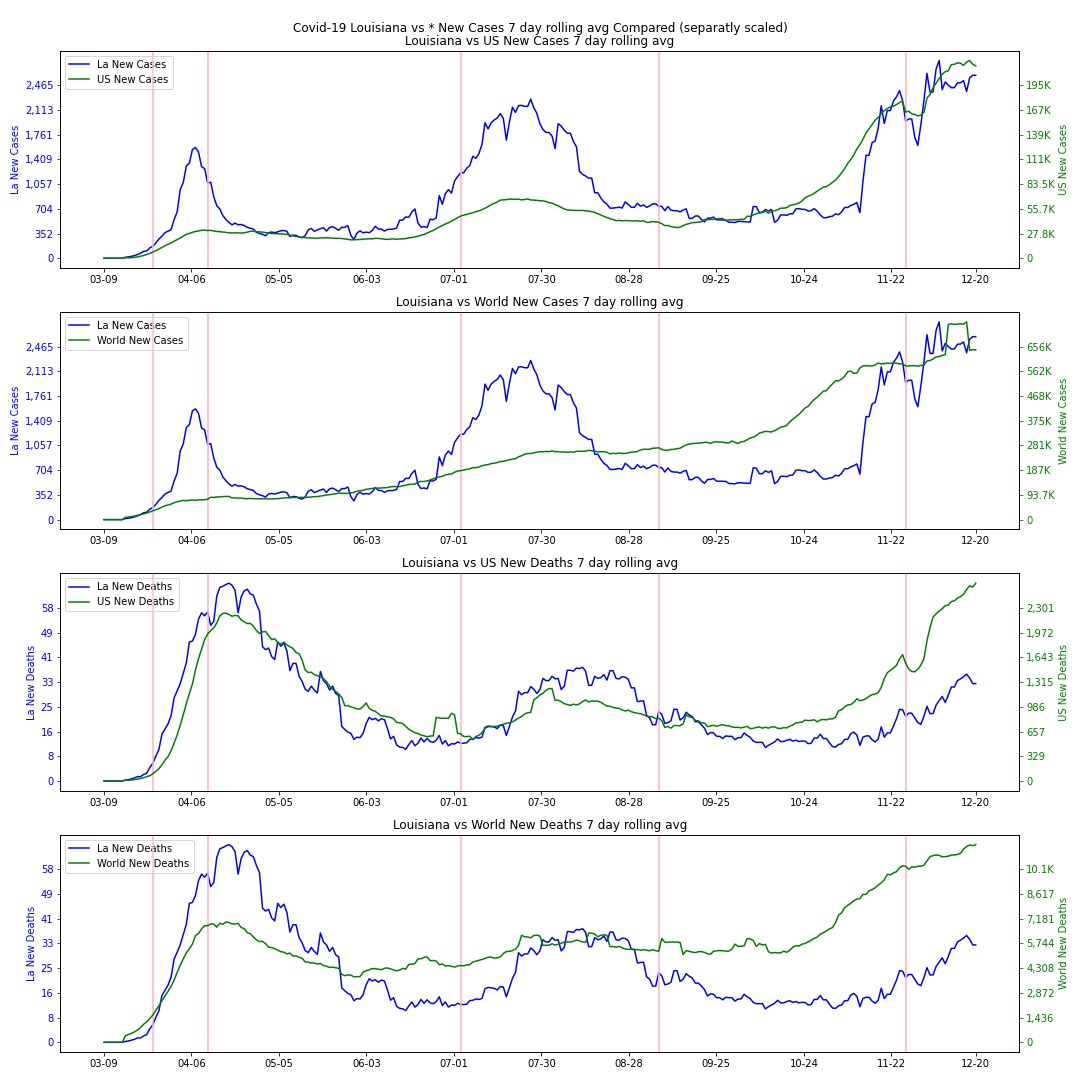 Covid-19 Louisiana vs * New Cases 7 day rolling avg Compared (separatly scaled)
Louisiana vs US New Cases 7 day rolling avg
La New Cases
US New Cases
La New Cases
2,465
2,113
1,761
1,409
1,057
704
352
0
195K
167K
139K
111K
83.5K
55.7K
27.8K
0
US New Cases
03-09 04-06 05-05 06-03 07-01 07-30 08-28 09-25 10-24 11-22 12-20
Louisiana vs World New Cases 7 day rolling avg
La New Cases
World New Cases
La New Cases
2,465
2,113
1,761
1,409
1,057
704
352
0
656K
562K
468K
375K
281K
187K
93.7K
0
World New Cases
03-09 04-06 05-05 06-03 07-01 07-30 08-28 09-25 10-24 11-22 12-20
Louisiana vs US New Deaths 7 day rolling avg
La New Deaths
US New Deaths
La New Deaths
58
49
41
33
25
16
8
0
2,301
1,972
1,643
1,315
986
657
329
0
US New Deaths
03-09 04-06 05-05 06-03 07-01 07-30 08-28 09-25 10-24 11-22 12-20
Louisiana vs World New Deaths 7 day rolling avg
La New Deaths
World New Deaths
La New Deaths
58
49
41
33
25
16
8
0
10.1K
8,617
7,181
5,744
4,308
2,872
1,436
0
World New Deaths
03-09 04-06 05-05 06-03 07-01 07-30 08-28 09-25 10-24 11-22 12-20